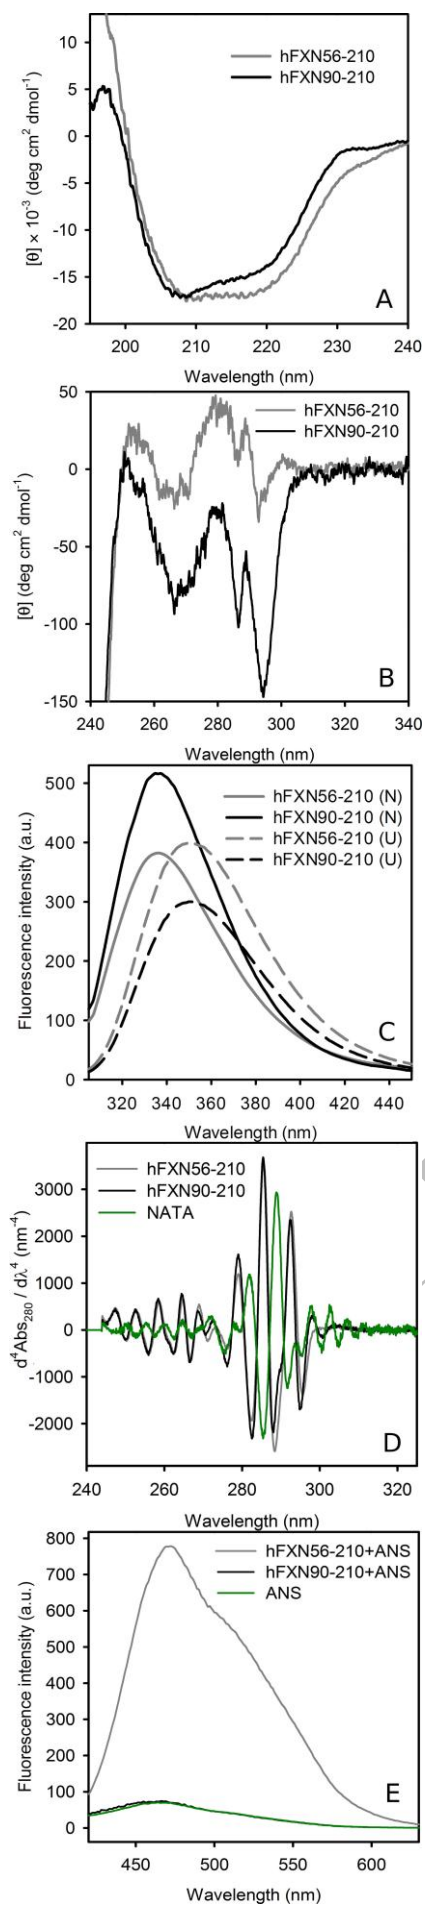 10
5
0
-5
-10
-15
-20
[θ] × 10⁻³ (deg cm² dmol⁻¹)
hFXN56-210
hFXN90-210
A
200 210 220 230 240
Wavelength (nm)
50
0
-50
-100
-150
[θ] (deg cm² dmol⁻¹)
hFXN56-210
hFXN90-210
B
240 260 280 300 320 340
Wavelength (nm)
500
400
300
200
100
0
Fluorescence intensity (a.u.)
hFXN56-210 (N)
hFXN90-210 (N)
hFXN56-210 (U)
hFXN90-210 (U)
C
320 340 360 380 400 420 440
Wavelength (nm)
3000
2000
1000
0
-1000
-2000
d⁴Abs₂₈₀ / dλ⁴ (nm⁻⁴)
hFXN56-210
hFXN90-210
NATA
D
240 260 280 300 320
Wavelength (nm)
800
700
600
500
400
300
200
100
0
Fluorescence intensity (a.u.)
hFXN56-210+ANS
hFXN90-210+ANS
ANS
E
450 500 550 600
Wavelength (nm)